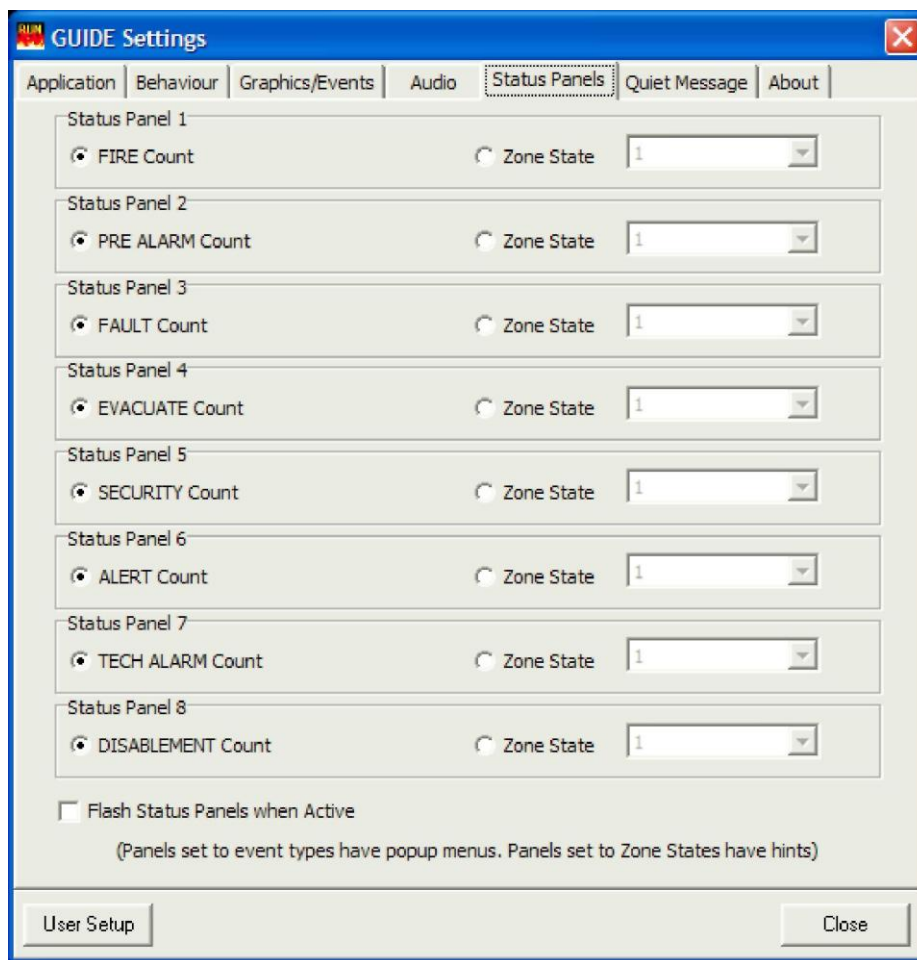 RUN
GUIDE Settings
Application Behaviour Graphics/Events Audio Status Panels Quiet Message About
Status Panel 1
FIRE Count Zone State 1
Status Panel 2
PRE ALARM Count Zone State 1
Status Panel 3
FAULT Count Zone State 1
Status Panel 4
EVACUATE Count Zone State 1
Status Panel 5
SECURITY Count Zone State 1
Status Panel 6
ALERT Count Zone State 1
Status Panel 7
TECH ALARM Count Zone State 1
Status Panel 8
DISABLEMENT Count Zone State 1
Flash Status Panels when Active
(Panels set to event types have popup menus. Panels set to Zone States have hints)
User Setup Close